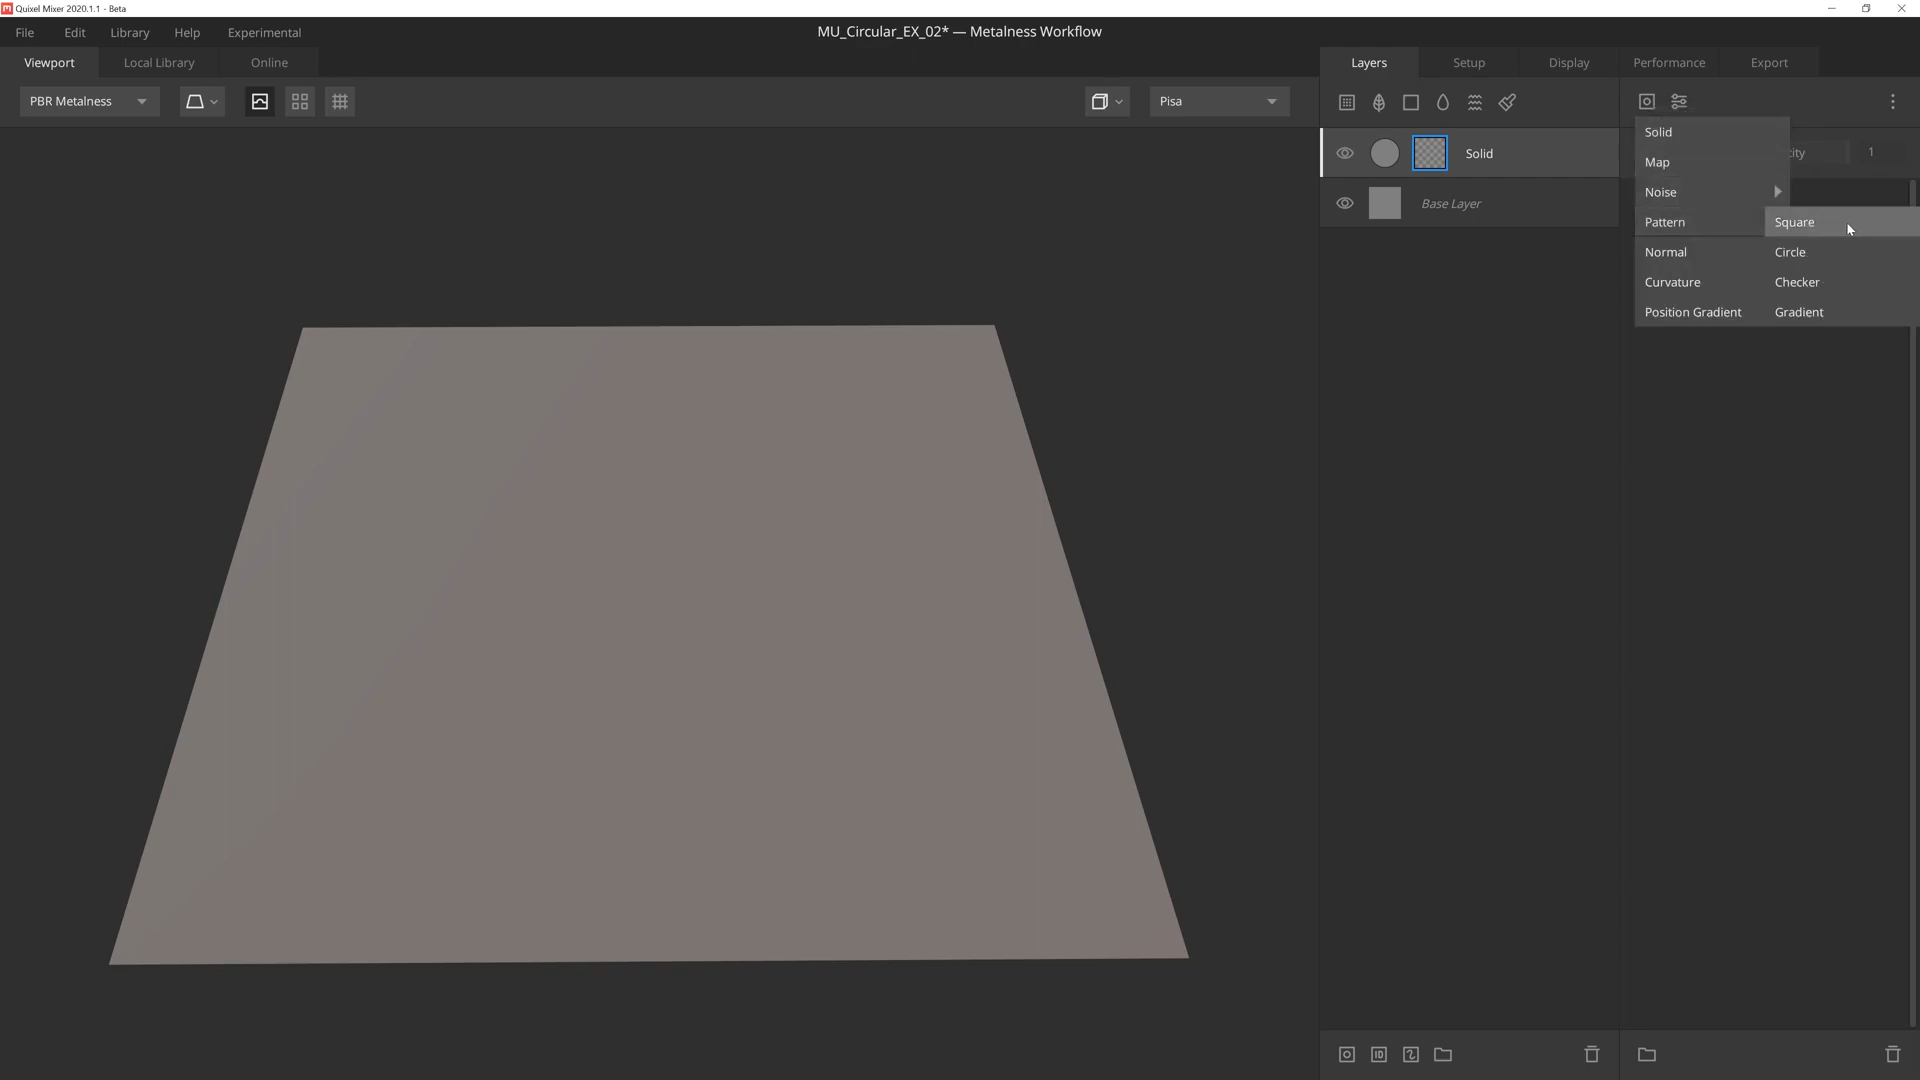 Quixel Mixer 2020.1.1 - Beta
File Edit Library Help Experimental
MU_Circular_EX_02* — Metalness Workflow
Viewport Local Library Online
Layers Setup Display Performance Export
PBR Metalness
Pisa
Solid
Base Layer
Solid
city 1
Map
Noise
Pattern
Square
Normal
Circle
Curvature
Checker
Position Gradient
Gradient